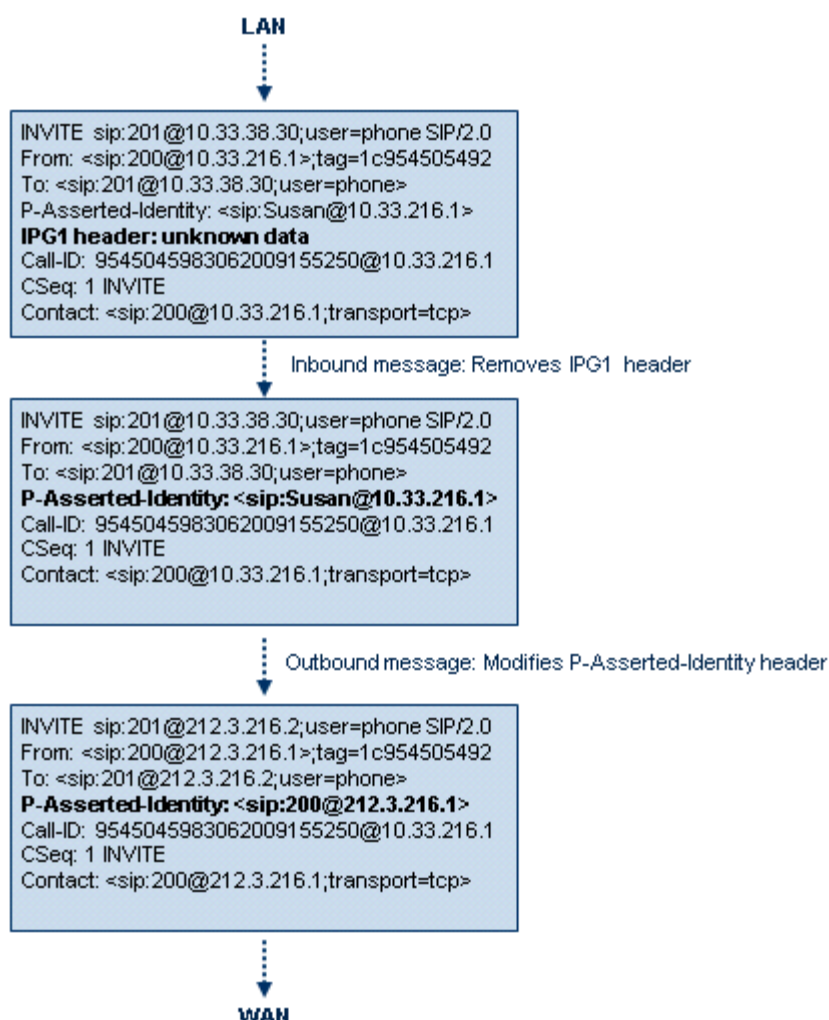 LAN
INVITE sip:201@10.33.38.30;user=phone SIP/2.0
From: <sip:200@10.33.216.1>;tag=1c954505492
To: <sip:201@10.33.38.30;user=phone>
P-Asserted-Identity: <sip:Susan@10.33.216.1>
IPG1 header: unknown data
Call-ID: 95450459830620091​55250@10.33.216.1
CSeq: 1 INVITE
Contact: <sip:200@10.33.216.1;transport=tcp>
Inbound message: Removes IPG1 header
INVITE sip:201@10.33.38.30;user=phone SIP/2.0
From: <sip:200@10.33.216.1>;tag=1c954505492
To: <sip:201@10.33.38.30;user=phone>
P-Asserted-Identity: <sip:Susan@10.33.216.1>
Call-ID: 9545045983062009155250@10.33.216.1
CSeq: 1 INVITE
Contact: <sip:200@10.33.216.1;transport=tcp>
Outbound message: Modifies P-Asserted-Identity header
INVITE sip:201@212.3.216.2;user=phone SIP/2.0
From: <sip:200@212.3.216.1>;tag=1c954505492
To: <sip:201@212.3.216.2;user=phone>
P-Asserted-Identity: <sip:200@212.3.216.1>
Call-ID: 9545045983062009155250@10.33.216.1
CSeq: 1 INVITE
Contact: <sip:200@212.3.216.1;transport=tcp>
WAN